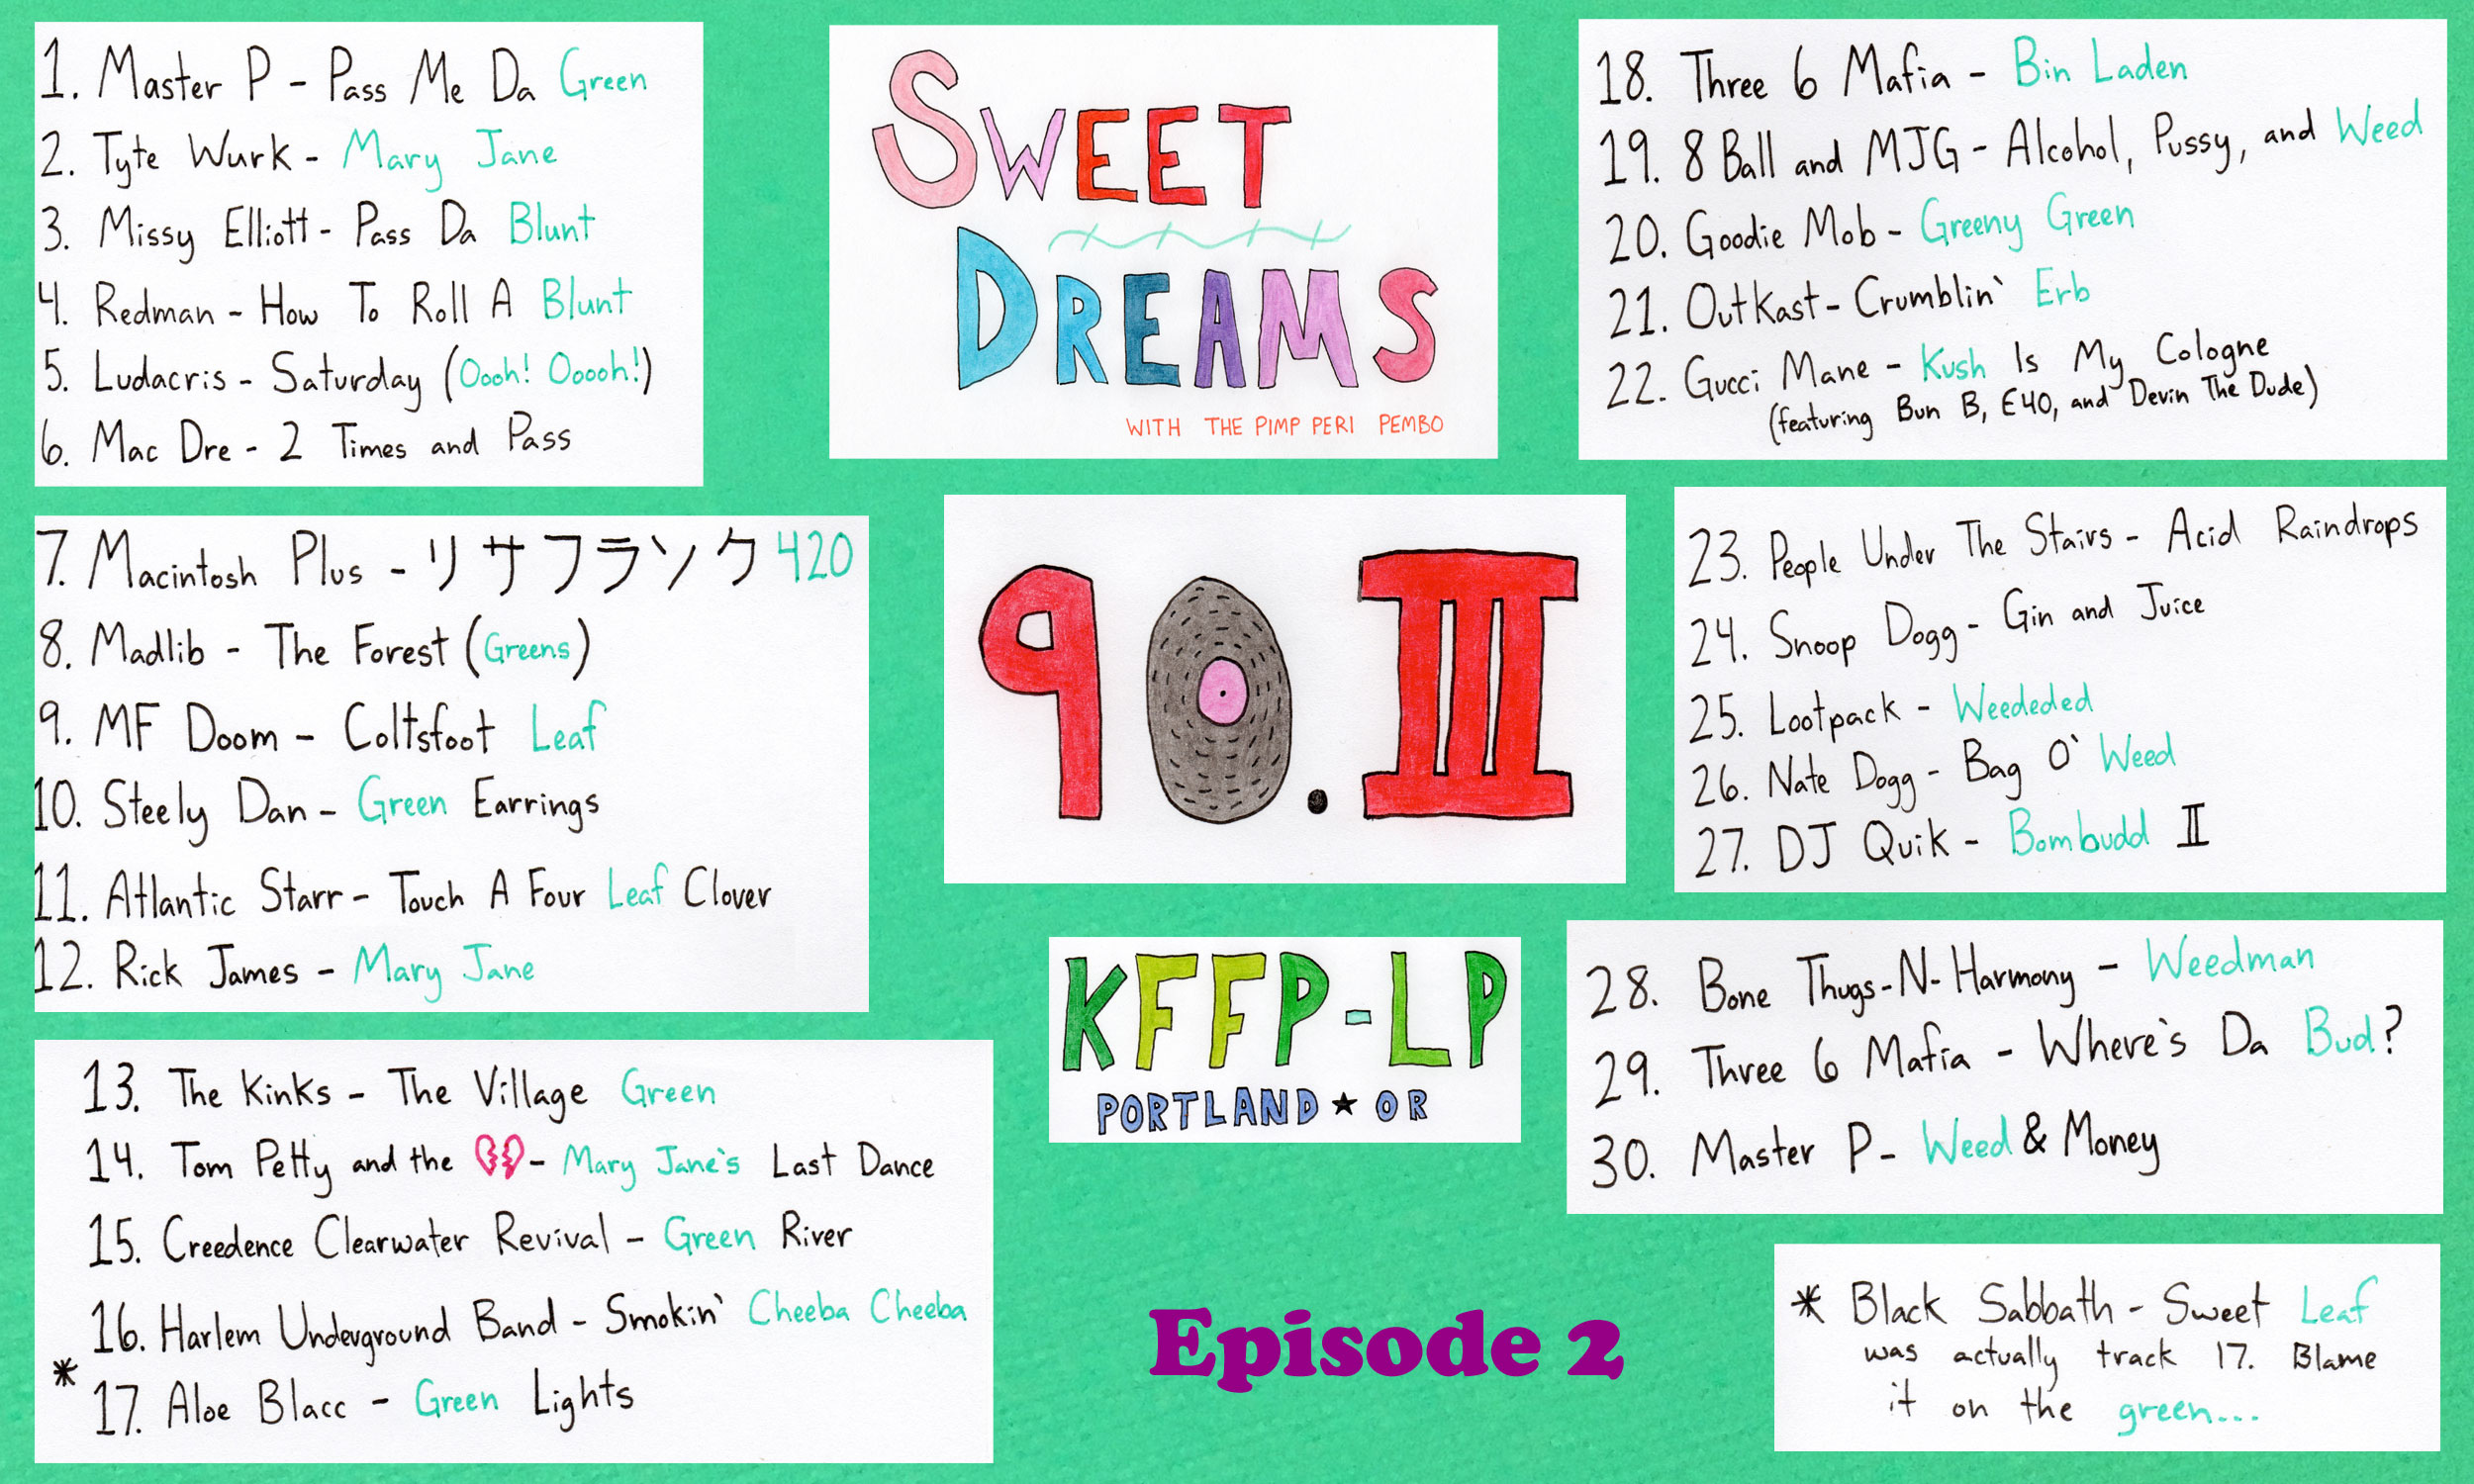 1. Master P - Pass Me Da Green
2. Tyte Wurk - Mary Jane
3. Missy Elliott - Pass Da Blunt
4. Redman - How To Roll A Blunt
5. Ludacris - Saturday (Oooh! Ooooh!)
6. Mac Dre - 2 Times and Pass
7. Macintosh Plus - リサフランク420
8. Madlib - The Forest (Greens)
9. MF Doom - Coltsfoot Leaf
10. Steely Dan - Green Earrings
11. Atlantic Starr - Touch A Four Leaf Clover
12. Rick James - Mary Jane
13. The Kinks - The Village Green
14. Tom Petty and the 💔 - Mary Jane's Last Dance
15. Creedence Clearwater Revival - Green River
16. Harlem Underground Band - Smokin' Cheeba Cheeba
* 17. Aloe Blacc - Green Lights
SWEET
DREAMS
WITH THE PIMP PERI PEMBO
90.III
KFFP-LP
PORTLAND ★ OR
Episode 2
18. Three 6 Mafia - Bin Laden
19. 8 Ball and MJG - Alcohol, Pussy, and Weed
20. Goodie Mob - Greeny Green
21. OutKast - Crumblin' Erb
22. Gucci Mane - Kush Is My Cologne
(featuring Bun B, E40, and Devin The Dude)
23. People Under The Stairs - Acid Raindrops
24. Snoop Dogg - Gin and Juice
25. Lootpack - Weededed
26. Nate Dogg - Bag O' Weed
27. DJ Quik - Bombudd II
28. Bone Thugs-N-Harmony - Weedman
29. Three 6 Mafia - Where's Da Bud?
30. Master P - Weed & Money
* Black Sabbath - Sweet Leaf
was actually track 17. Blame
it on the green...